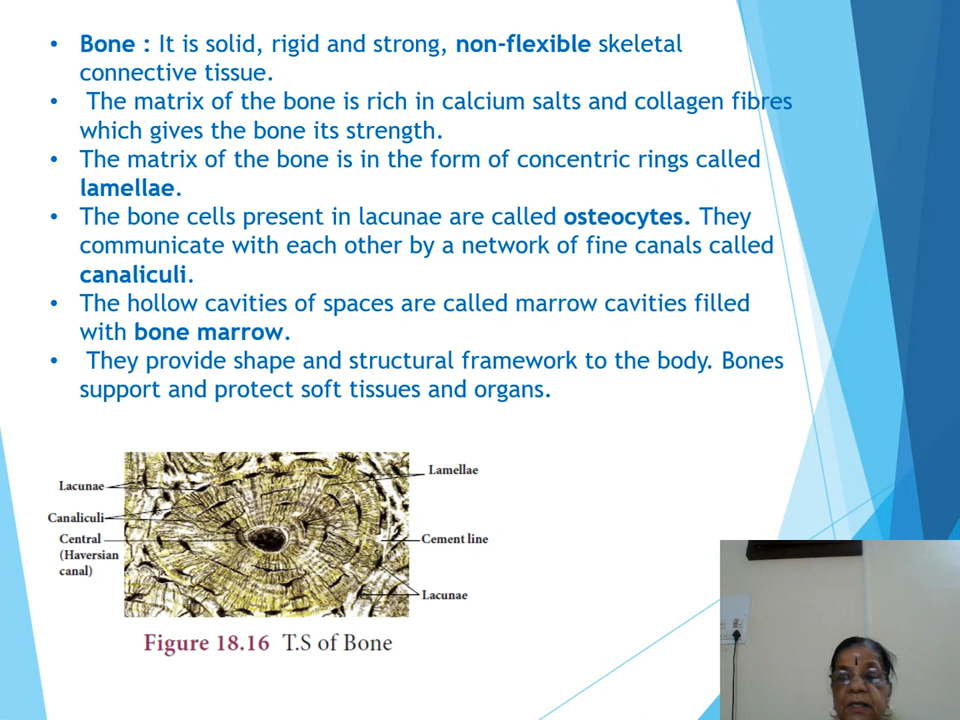 • Bone : It is solid, rigid and strong, non-flexible skeletal
connective tissue.
• The matrix of the bone is rich in calcium salts and collagen fibres
which gives the bone its strength.
• The matrix of the bone is in the form of concentric rings called
lamellae.
• The bone cells present in lacunae are called osteocytes. They
communicate with each other by a network of fine canals called
canaliculi.
• The hollow cavities of spaces are called marrow cavities filled
with bone marrow.
• They provide shape and structural framework to the body. Bones
support and protect soft tissues and organs.
Lacunae
Canaliculi
Central
(Haversian
canal)
Lamellae
Cement line
Lacunae
Figure 18.16 T.S of Bone